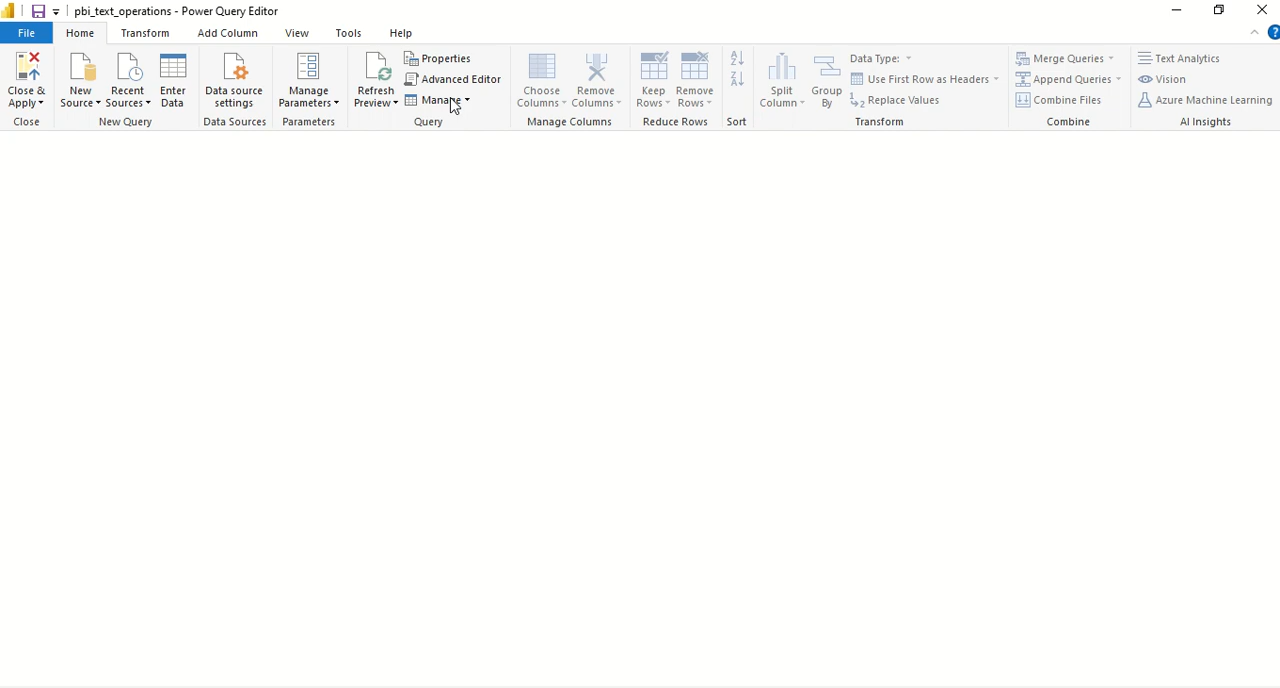 pbi_text_operations - Power Query Editor
File Home Transform Add Column View Tools Help
Close & Apply
Close
New Source
Recent Sources
Enter Data
New Query
Data source settings
Data Sources
Manage Parameters
Parameters
Refresh Preview
Properties
Advanced Editor
Manage
Query
Choose Columns
Remove Columns
Manage Columns
Keep Rows
Remove Rows
Reduce Rows
Sort
Split Column
Group By
Data Type:
Use First Row as Headers
Replace Values
Transform
Merge Queries
Append Queries
Combine Files
Combine
Text Analytics
Vision
Azure Machine Learning
AI Insights